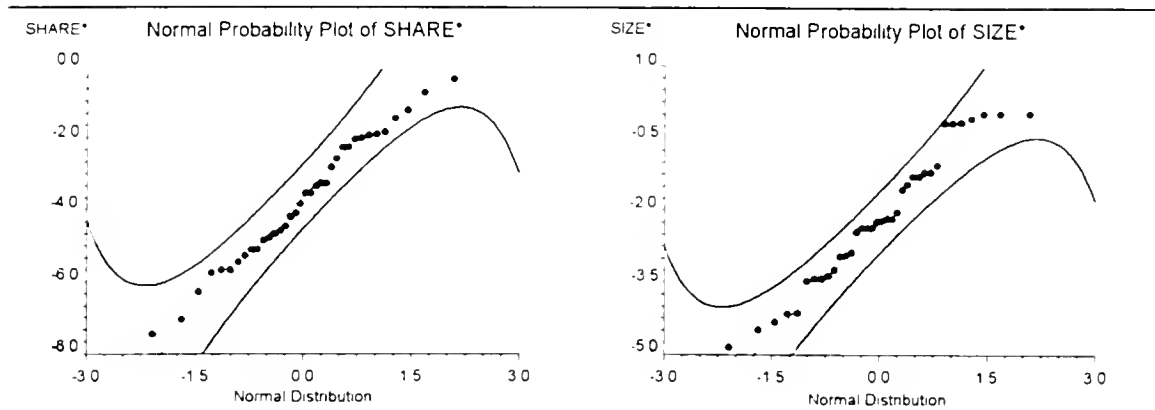 SHARE* Normal Probability Plot of SHARE*
0.0
-2.0
-4.0
-6.0
-8.0
-3.0 -1.5 0.0 1.5 3.0
Normal Distribution
SIZE* Normal Probability Plot of SIZE*
1.0
-0.5
-2.0
-3.5
-5.0
-3.0 -1.5 0.0 1.5 3.0
Normal Distribution